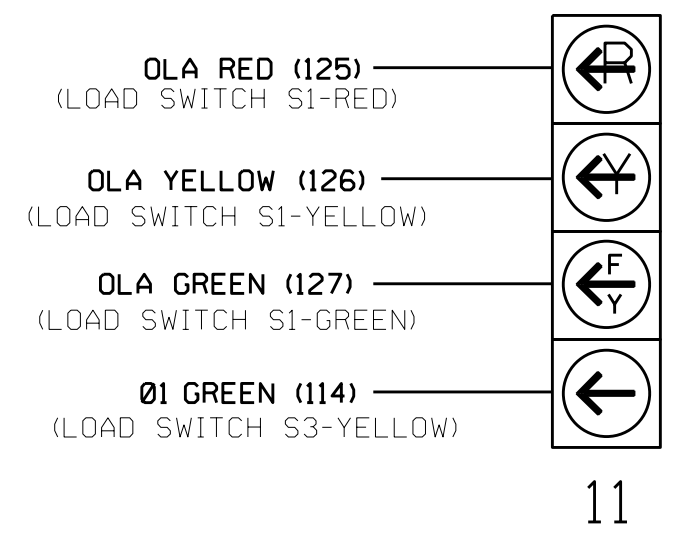 OLA RED (125)
(LOAD SWITCH S1-RED)
R
OLA YELLOW (126)
(LOAD SWITCH S1-YELLOW)
Y
OLA GREEN (127)
(LOAD SWITCH S1-GREEN)
F
Y
Ø1 GREEN (114)
(LOAD SWITCH S3-YELLOW)
11